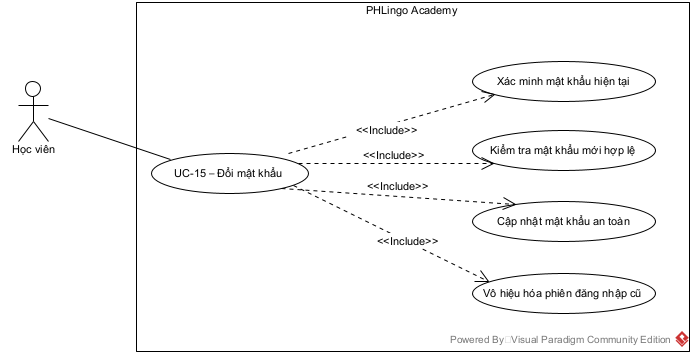 PHLingo Academy
Học viên
UC-15 – Đổi mật khẩu
<<Include>>
Xác minh mật khẩu hiện tại
<<Include>>
Kiểm tra mật khẩu mới hợp lệ
<<Include>>
Cập nhật mật khẩu an toàn
<<Include>>
Vô hiệu hóa phiên đăng nhập cũ
Powered By Visual Paradigm Community Edition